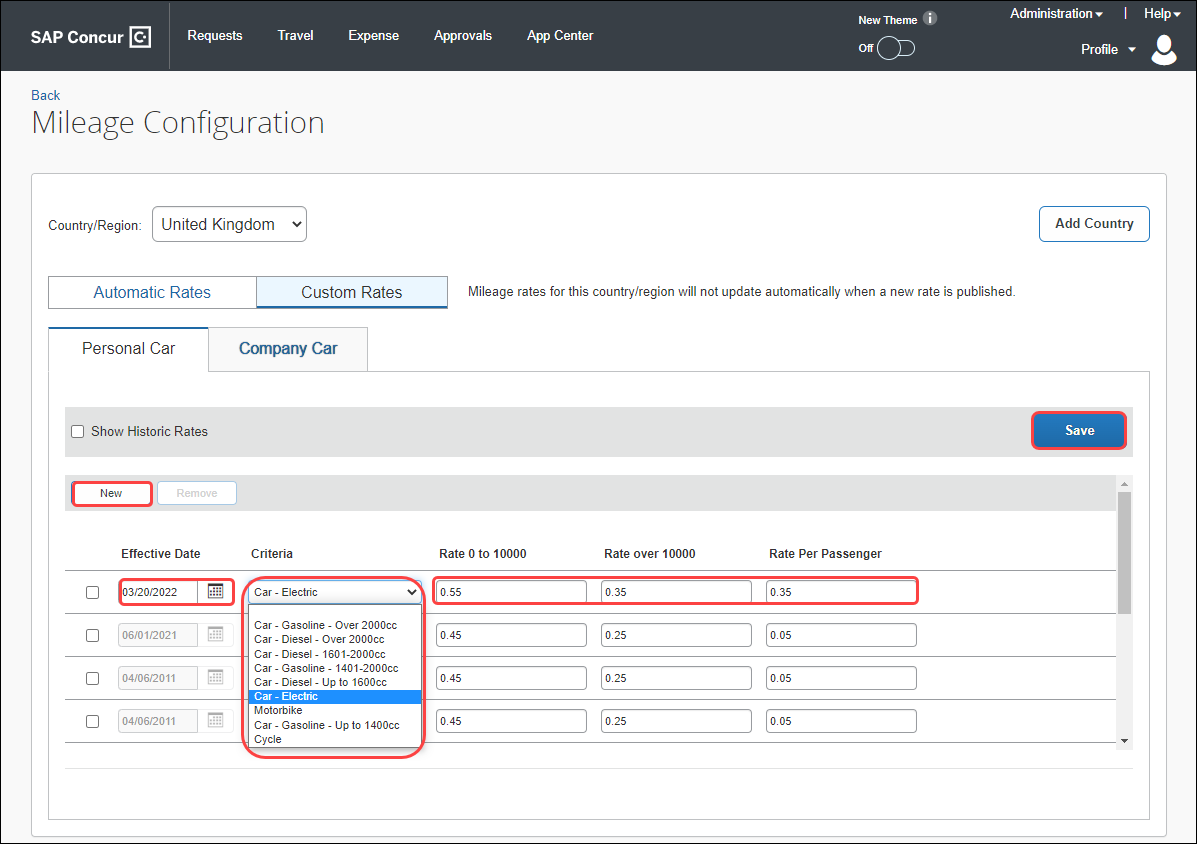 SAP Concur C
Requests Travel Expense Approvals App Center
New Theme i
Off
Administration | Help
Profile
Back
Mileage Configuration
Country/Region: United Kingdom
Add Country
Automatic Rates Custom Rates Mileage rates for this country/region will not update automatically when a new rate is published.
Personal Car Company Car
Show Historic Rates Save
New Remove
Effective Date Criteria Rate 0 to 10000 Rate over 10000 Rate Per Passenger
03/20/2022 Car - Electric 0.55 0.35 0.35
Car - Gasoline - Over 2000cc
06/01/2021 Car - Diesel - Over 2000cc 0.45 0.25 0.05
Car - Diesel - 1601-2000cc
Car - Gasoline - 1401-2000cc
04/06/2011 Car - Diesel - Up to 1600cc 0.45 0.25 0.05
Car - Electric
Motorbike
04/06/2011 Car - Gasoline - Up to 1400cc 0.45 0.25 0.05
Cycle